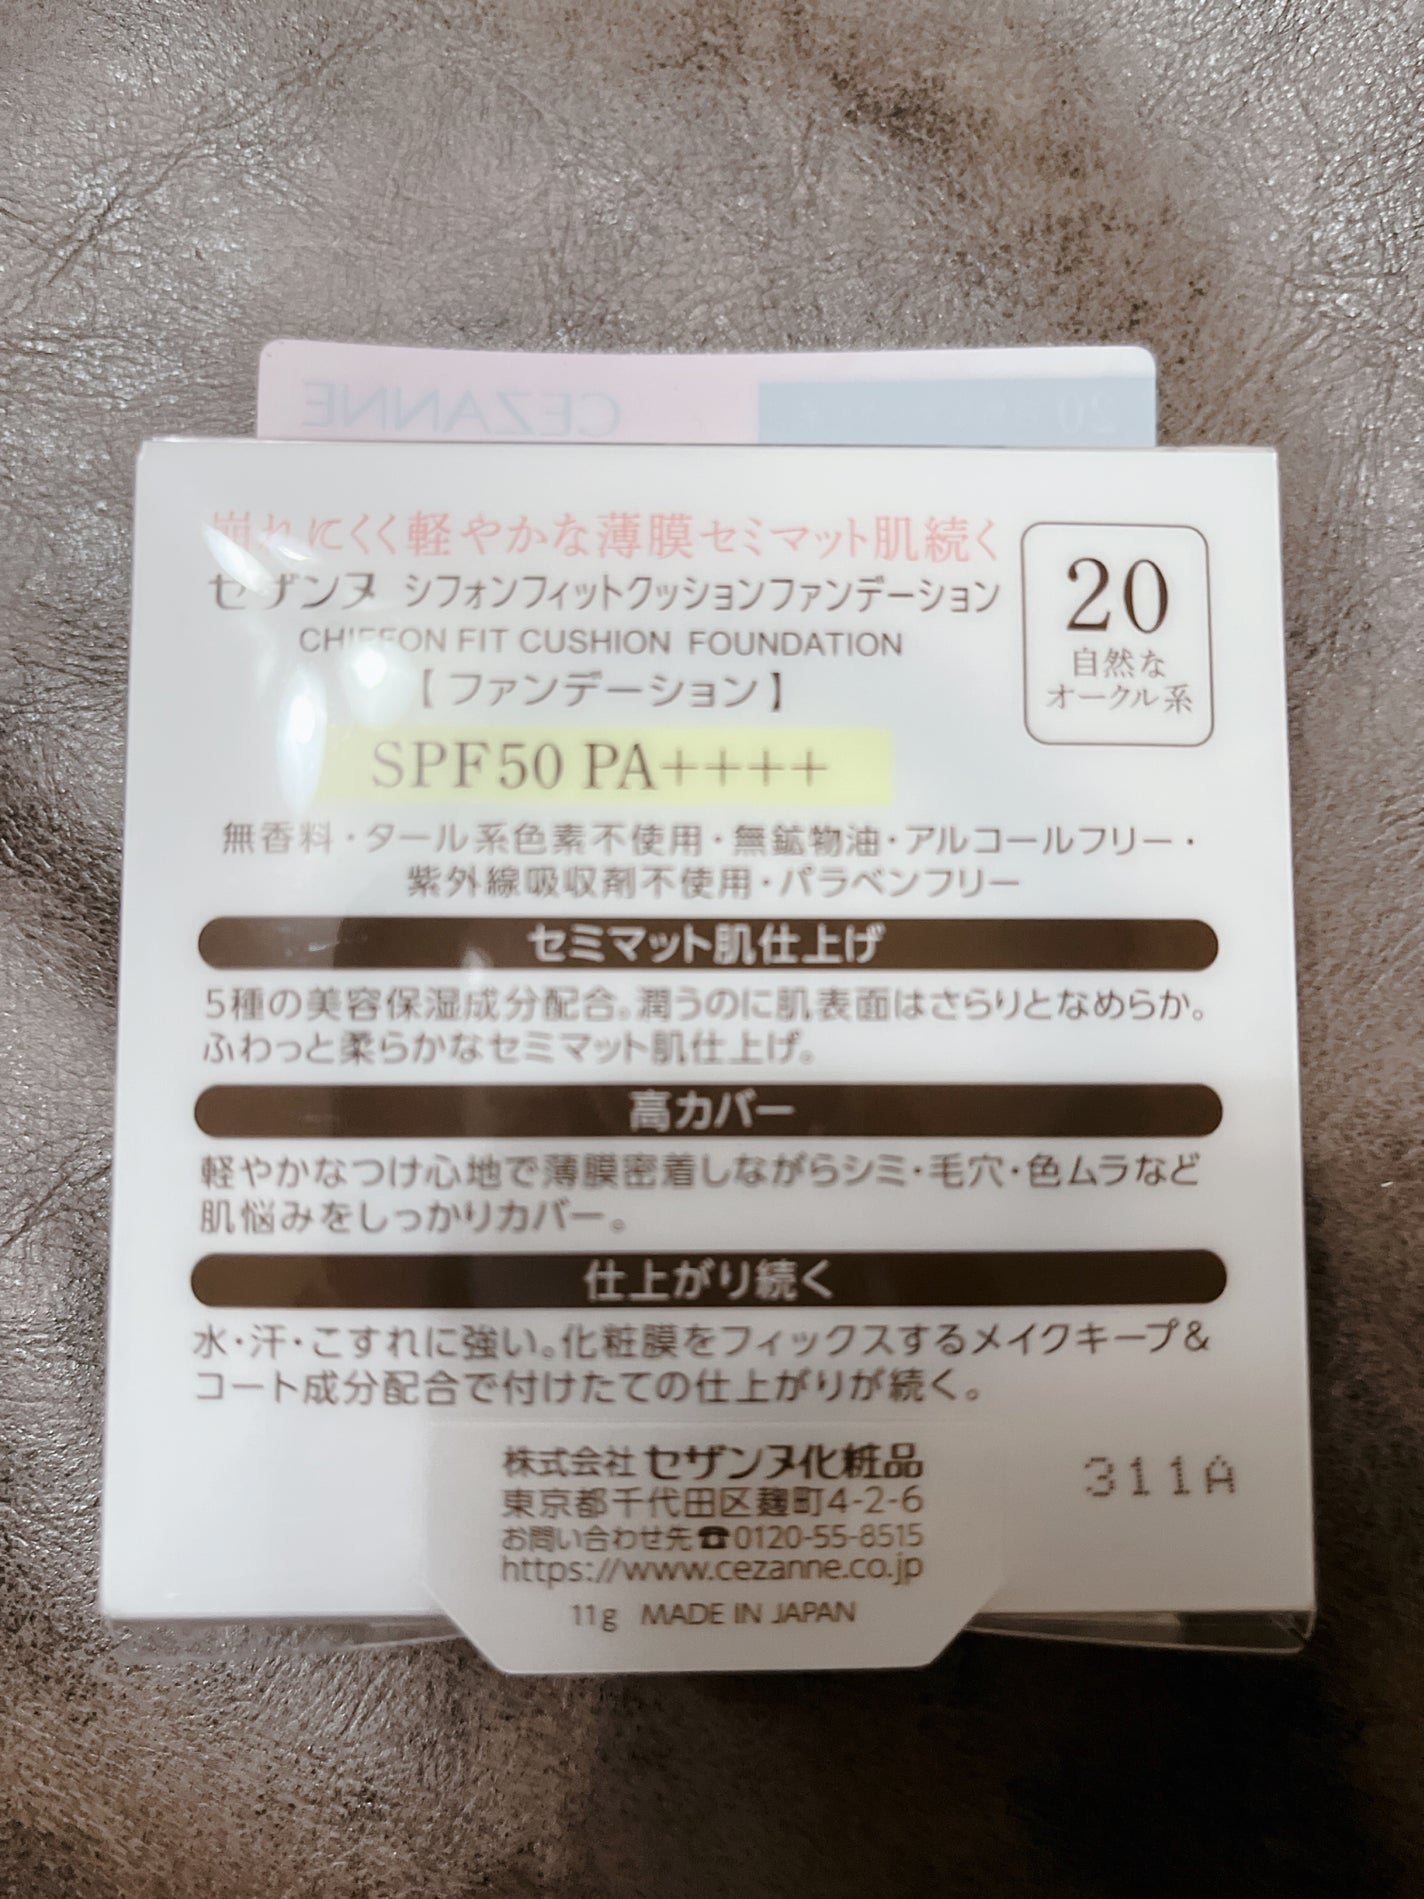 CEZANNE
20
崩れにくく軽やかな薄膜セミマット肌続く
セザンヌ シフォンフィットクッションファンデーション
CHIFFON FIT CUSHION FOUNDATION
【ファンデーション】
SPF50 PA++++
20
自然な
オークル系
無香料・タール系色素不使用・無鉱物油・アルコールフリー・
紫外線吸収剤不使用・パラベンフリー
セミマット肌仕上げ
5種の美容保湿成分配合。潤うのに肌表面はさらりとなめらか。
ふわっと柔らかなセミマット肌仕上げ。
高カバー
軽やかなつけ心地で薄膜密着しながらシミ・毛穴・色ムラなど
肌悩みをしっかりカバー。
仕上がり続く
水・汗・こすれに強い。化粧膜をフィックスするメイクキープ&
コート成分配合で付けたての仕上がりが続く。
株式会社 セザンヌ化粧品
東京都千代田区麹町4-2-6
お問い合わせ先☎0120-55-8515
https://www.cezanne.co.jp
11g MADE IN JAPAN
311A